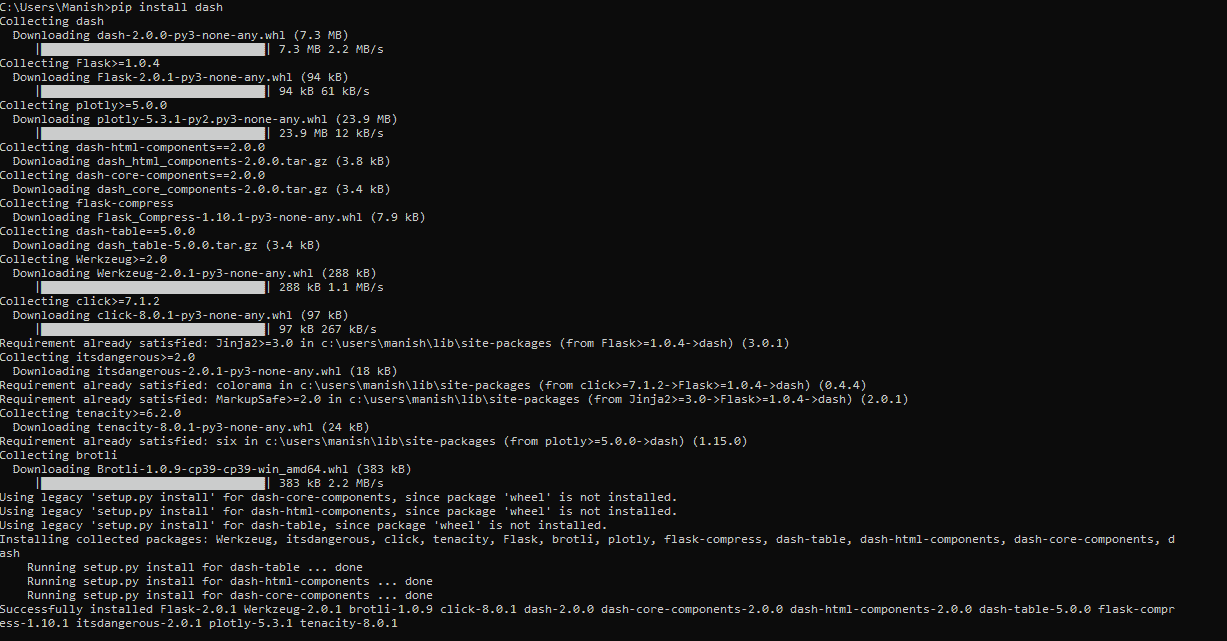 C:\Users\Manish>pip install dash
Collecting dash
  Downloading dash-2.0.0-py3-none-any.whl (7.3 MB)
     |████████████████████████████████| 7.3 MB 2.2 MB/s
Collecting Flask>=1.0.4
  Downloading Flask-2.0.1-py3-none-any.whl (94 kB)
     |████████████████████████████████| 94 kB 61 kB/s
Collecting plotly>=5.0.0
  Downloading plotly-5.3.1-py2.py3-none-any.whl (23.9 MB)
     |████████████████████████████████| 23.9 MB 12 kB/s
Collecting dash-html-components==2.0.0
  Downloading dash_html_components-2.0.0.tar.gz (3.8 kB)
Collecting dash-core-components==2.0.0
  Downloading dash_core_components-2.0.0.tar.gz (3.4 kB)
Collecting flask-compress
  Downloading Flask_Compress-1.10.1-py3-none-any.whl (7.9 kB)
Collecting dash-table==5.0.0
  Downloading dash_table-5.0.0.tar.gz (3.4 kB)
Collecting Werkzeug>=2.0
  Downloading Werkzeug-2.0.1-py3-none-any.whl (288 kB)
     |████████████████████████████████| 288 kB 1.1 MB/s
Collecting click>=7.1.2
  Downloading click-8.0.1-py3-none-any.whl (97 kB)
     |████████████████████████████████| 97 kB 267 kB/s
Requirement already satisfied: Jinja2>=3.0 in c:\users\manish\lib\site-packages (from Flask>=1.0.4->dash) (3.0.1)
Collecting itsdangerous>=2.0
  Downloading itsdangerous-2.0.1-py3-none-any.whl (18 kB)
Requirement already satisfied: colorama in c:\users\manish\lib\site-packages (from click>=7.1.2->Flask>=1.0.4->dash) (0.4.4)
Requirement already satisfied: MarkupSafe>=2.0 in c:\users\manish\lib\site-packages (from Jinja2>=3.0->Flask>=1.0.4->dash) (2.0.1)
Collecting tenacity>=6.2.0
  Downloading tenacity-8.0.1-py3-none-any.whl (24 kB)
Requirement already satisfied: six in c:\users\manish\lib\site-packages (from plotly>=5.0.0->dash) (1.15.0)
Collecting brotli
  Downloading Brotli-1.0.9-cp39-cp39-win_amd64.whl (383 kB)
     |████████████████████████████████| 383 kB 2.2 MB/s
Using legacy 'setup.py install' for dash-core-components, since package 'wheel' is not installed.
Using legacy 'setup.py install' for dash-html-components, since package 'wheel' is not installed.
Using legacy 'setup.py install' for dash-table, since package 'wheel' is not installed.
Installing collected packages: Werkzeug, itsdangerous, click, tenacity, Flask, brotli, plotly, flask-compress, dash-table, dash-html-components, dash-core-components, d
ash
    Running setup.py install for dash-table ... done
    Running setup.py install for dash-html-components ... done
    Running setup.py install for dash-core-components ... done
Successfully installed Flask-2.0.1 Werkzeug-2.0.1 brotli-1.0.9 click-8.0.1 dash-2.0.0 dash-core-components-2.0.0 dash-html-components-2.0.0 dash-table-5.0.0 flask-compr
ess-1.10.1 itsdangerous-2.0.1 plotly-5.3.1 tenacity-8.0.1